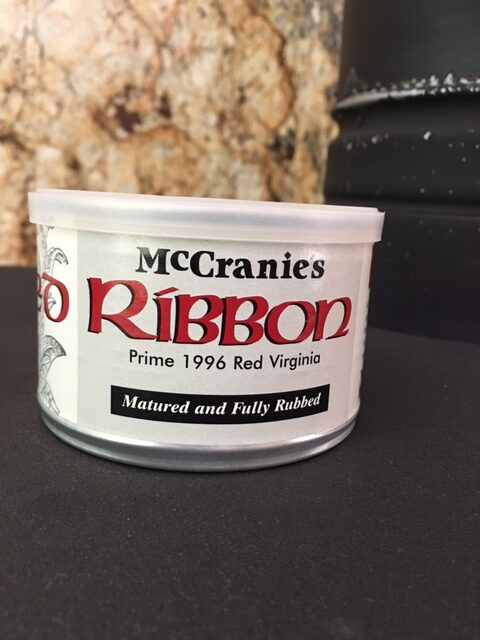 McCranies
Ribbon
Prime 1996 Red Virginia
Matured and Fully Rubbed